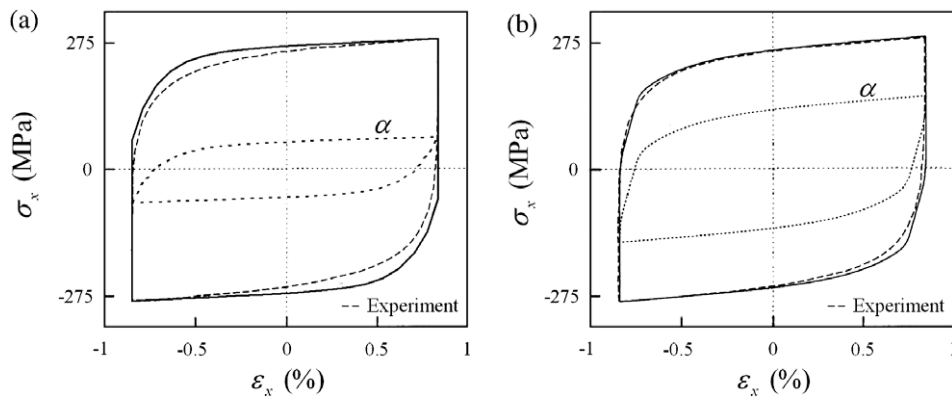 (a)
275
0
-275
σx (MPa)
α
-- Experiment
-1 -0.5 0 0.5 1
εx (%)
(b)
275
0
-275
σx (MPa)
α
-- Experiment
-1 -0.5 0 0.5 1
εx (%)